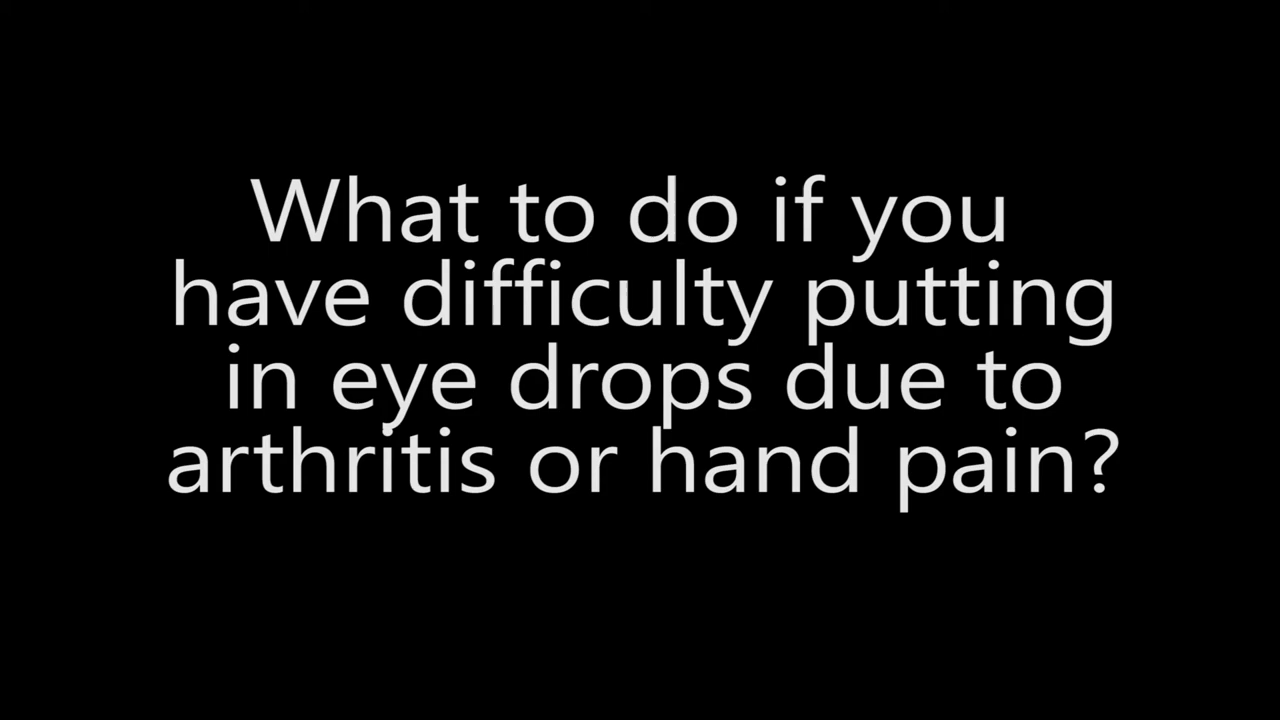 What to do if you
have difficulty putting
in eye drops due to
arthritis or hand pain?